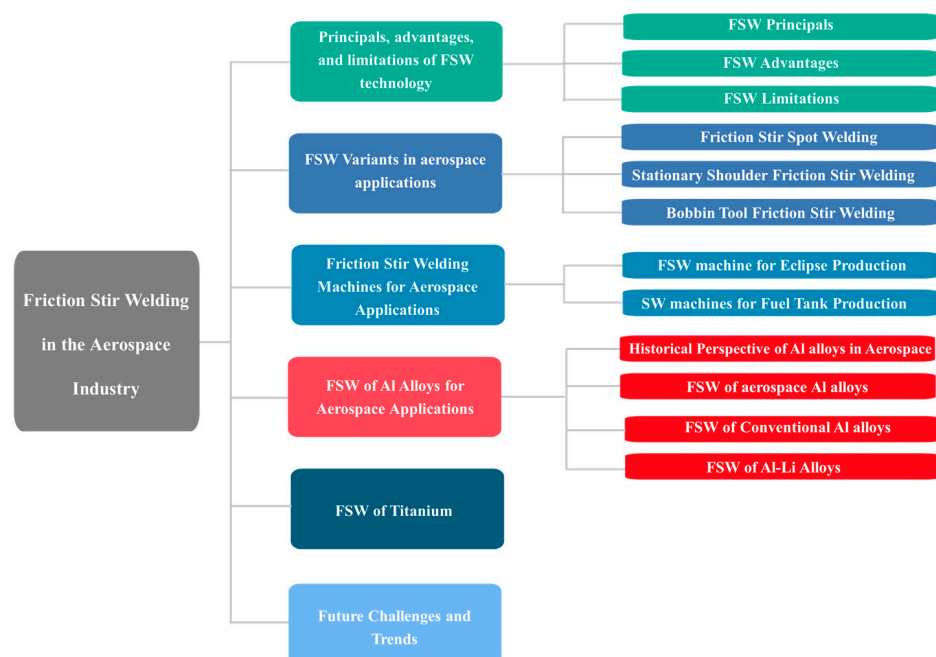 Friction Stir Welding
in the Aerospace
Industry
Principals, advantages,
and limitations of FSW
technology
FSW Principals
FSW Advantages
FSW Limitations
FSW Variants in aerospace
applications
Friction Stir Spot Welding
Stationary Shoulder Friction Stir Welding
Bobbin Tool Friction Stir Welding
Friction Stir Welding
Machines for Aerospace
Applications
FSW machine for Eclipse Production
SW machines for Fuel Tank Production
FSW of Al Alloys for
Aerospace Applications
Historical Perspective of Al alloys in Aerospace
FSW of aerospace Al alloys
FSW of Conventional Al alloys
FSW of Al-Li Alloys
FSW of Titanium
Future Challenges and
Trends